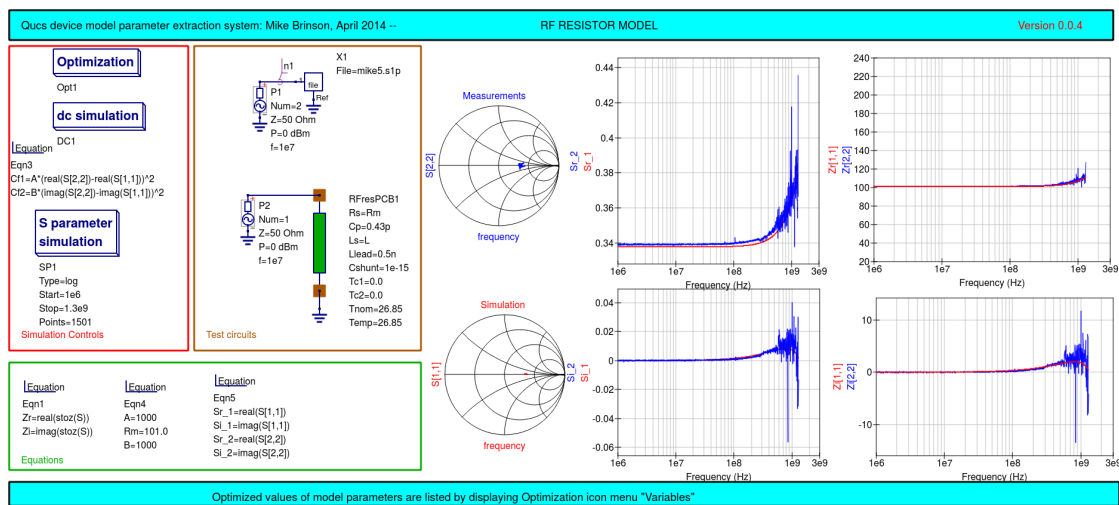 Qucs device model parameter extraction system: Mike Brinson, April 2014 --
RF RESISTOR MODEL
Version 0.0.4
Optimization
Opt1
dc simulation
DC1
Equation
Eqn3
Cf1=A*(real(S[2,2])-real(S[1,1]))^2
Cf2=B*(imag(S[2,2])-imag(S[1,1]))^2
S parameter
simulation
SP1
Type=log
Start=1e6
Stop=1.3e9
Points=1501
Simulation Controls
n1
X1
File=mike5.s1p
1
file
Ref
P1
Num=2
Z=50 Ohm
P=0 dBm
f=1e7
P2
Num=1
Z=50 Ohm
P=0 dBm
f=1e7
RFresPCB1
Rs=Rm
Cp=0.43p
Ls=L
Llead=0.5n
Cshunt=1e-15
Tc1=0.0
Tc2=0.0
Tnom=26.85
Temp=26.85
Test circuits
Equation
Eqn1
Zr=real(stoz(S))
Zi=imag(stoz(S))
Equation
Eqn4
A=1000
Rm=101.0
B=1000
Equation
Eqn5
Sr_1=real(S[1,1])
Si_1=imag(S[1,1])
Sr_2=real(S[2,2])
Si_2=imag(S[2,2])
Equations
Measurements
S[2,2]
frequency
Simulation
S[1,1]
frequency
Sr_2
Sr_1
0.44
0.42
0.4
0.38
0.36
0.34
1e6 1e7 1e8 1e9 3e9
Frequency (Hz)
Zr[1,1]
Zr[2,2]
240
220
200
180
160
140
120
100
80
60
40
20
1e6 1e7 1e8 1e9 3e9
Frequency (Hz)
Si_2
Si_1
0.04
0.02
0
-0.02
-0.04
-0.06
1e6 1e7 1e8 1e9 3e9
Frequency (Hz)
Zi[1,1]
Zi[2,2]
10
0
-10
1e6 1e7 1e8 1e9 3e9
Frequency (Hz)
Optimized values of model parameters are listed by displaying Optimization icon menu "Variables"